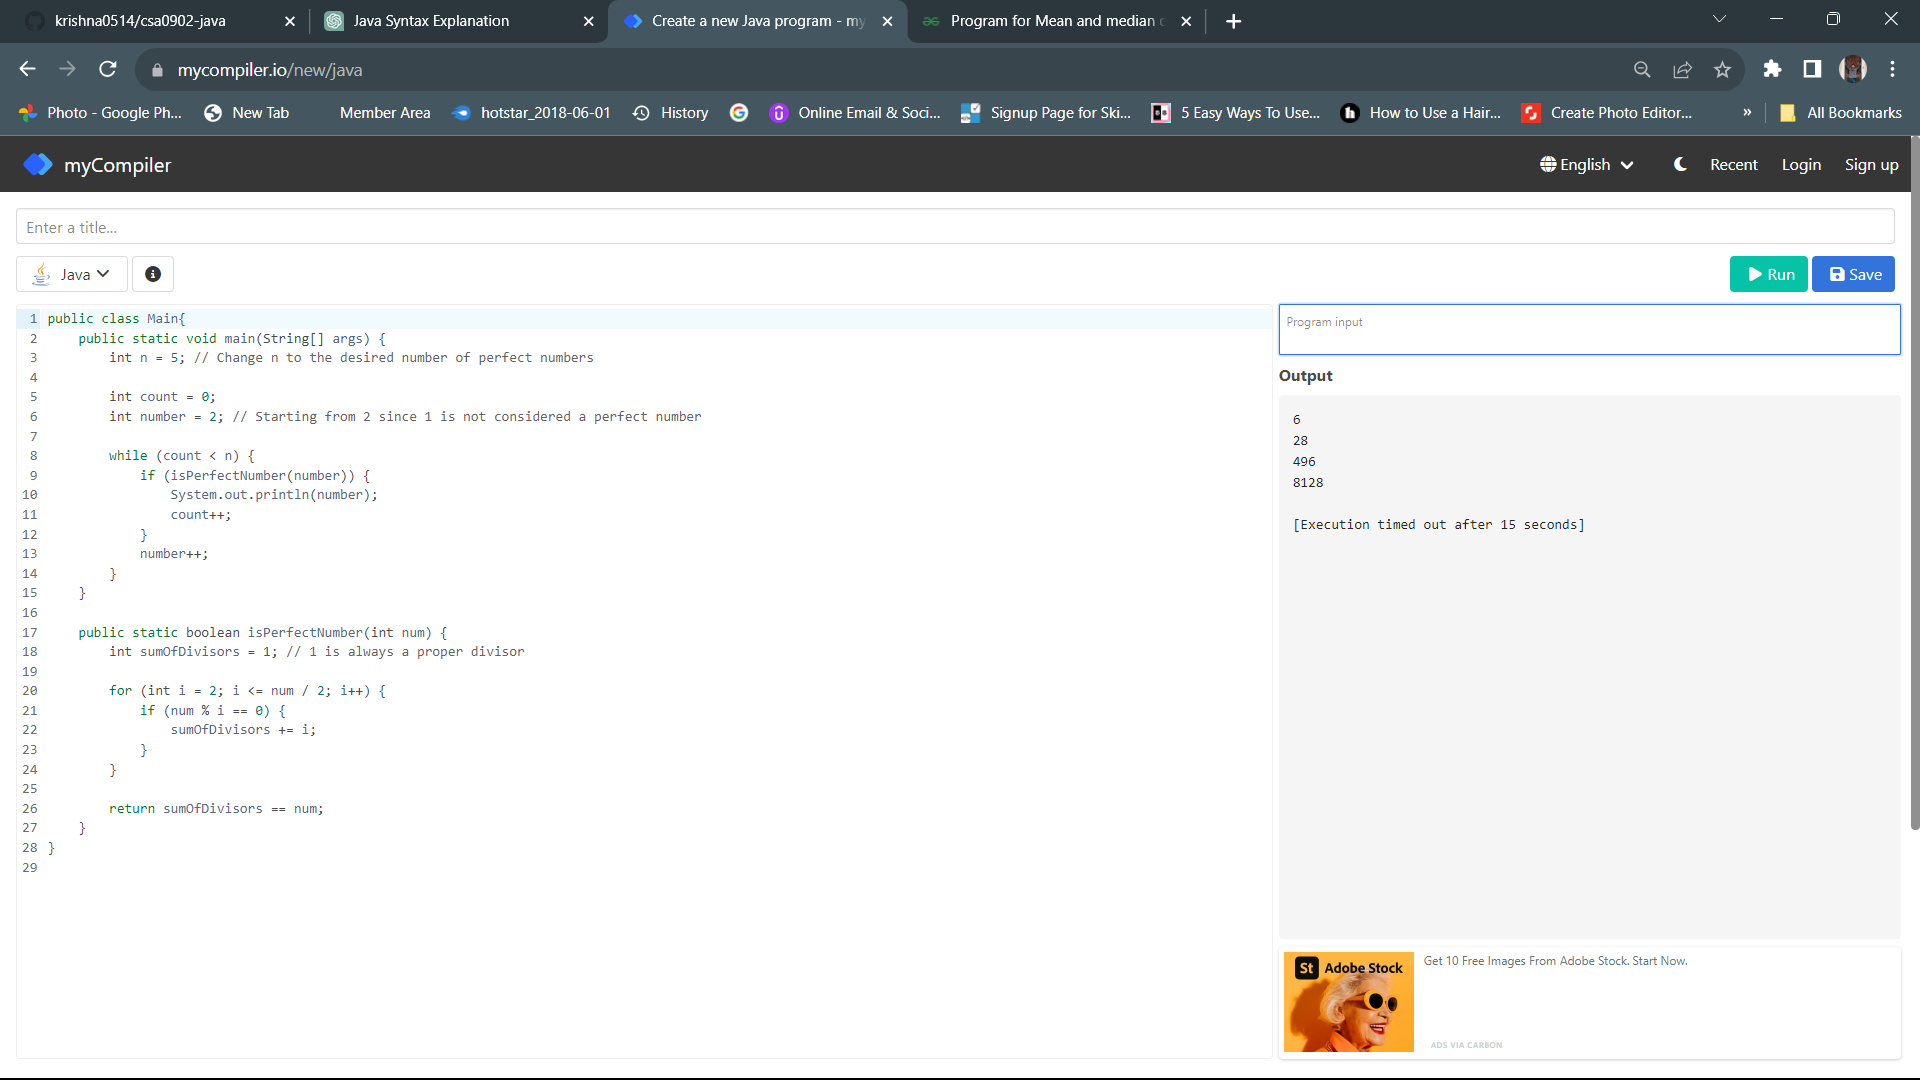 krishna0514/csa0902-java
Java Syntax Explanation
Create a new Java program - my
Program for Mean and median
mycompiler.io/new/java
Photo - Google Ph...
New Tab
Member Area
hotstar_2018-06-01
History
Online Email & Soci...
Signup Page for Ski...
5 Easy Ways To Use...
How to Use a Hair...
Create Photo Editor...
»
All Bookmarks
myCompiler
English
Recent
Login
Sign up
Enter a title...
Java
Run
Save
1 public class Main{
2     public static void main(String[] args) {
3         int n = 5; // Change n to the desired number of perfect numbers
4
5         int count = 0;
6         int number = 2; // Starting from 2 since 1 is not considered a perfect number
7
8         while (count < n) {
9             if (isPerfectNumber(number)) {
10                 System.out.println(number);
11                 count++;
12             }
13             number++;
14         }
15     }
16
17     public static boolean isPerfectNumber(int num) {
18         int sumOfDivisors = 1; // 1 is always a proper divisor
19
20         for (int i = 2; i <= num / 2; i++) {
21             if (num % i == 0) {
22                 sumOfDivisors += i;
23             }
24         }
25
26         return sumOfDivisors == num;
27     }
28 }
29
Program input
Output
6
28
496
8128
[Execution timed out after 15 seconds]
St Adobe Stock
Get 10 Free Images From Adobe Stock. Start Now.
ADS VIA CARBON